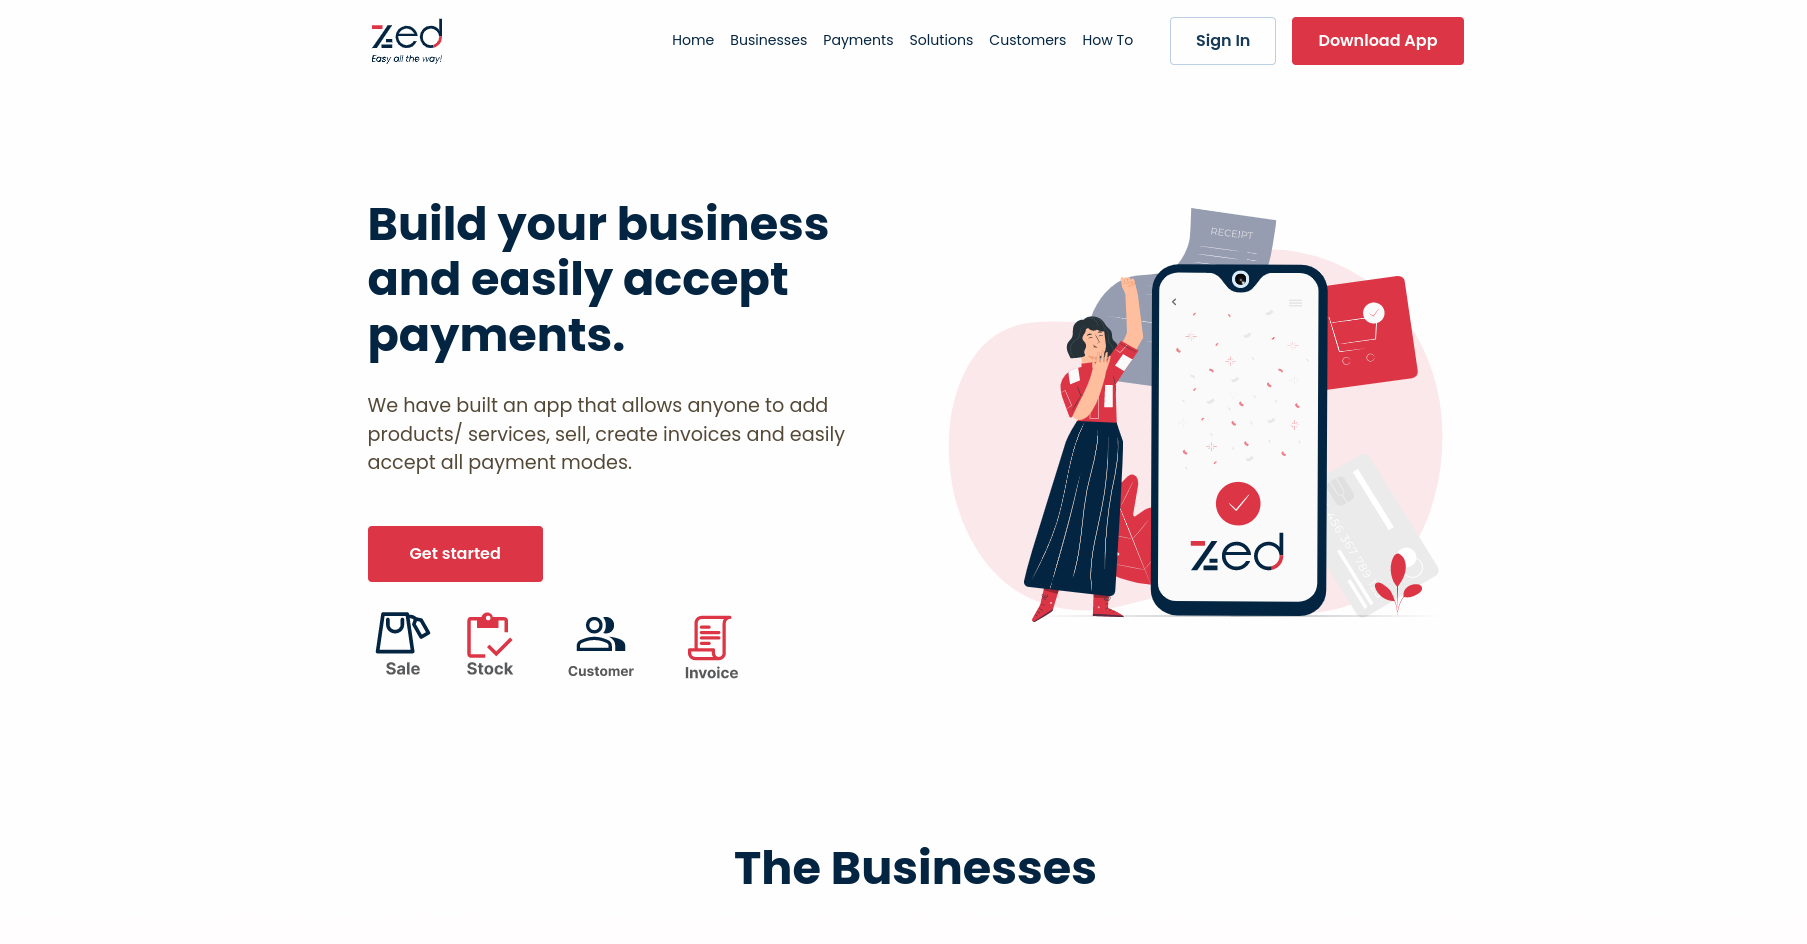 zed
Easy all the way!
Home Businesses Payments Solutions Customers How To Sign In Download App
Build your business
and easily accept
payments.
We have built an app that allows anyone to add
products/ services, sell, create invoices and easily
accept all payment modes.
Get started
Sale Stock Customer Invoice
RECEIPT
zed
The Businesses